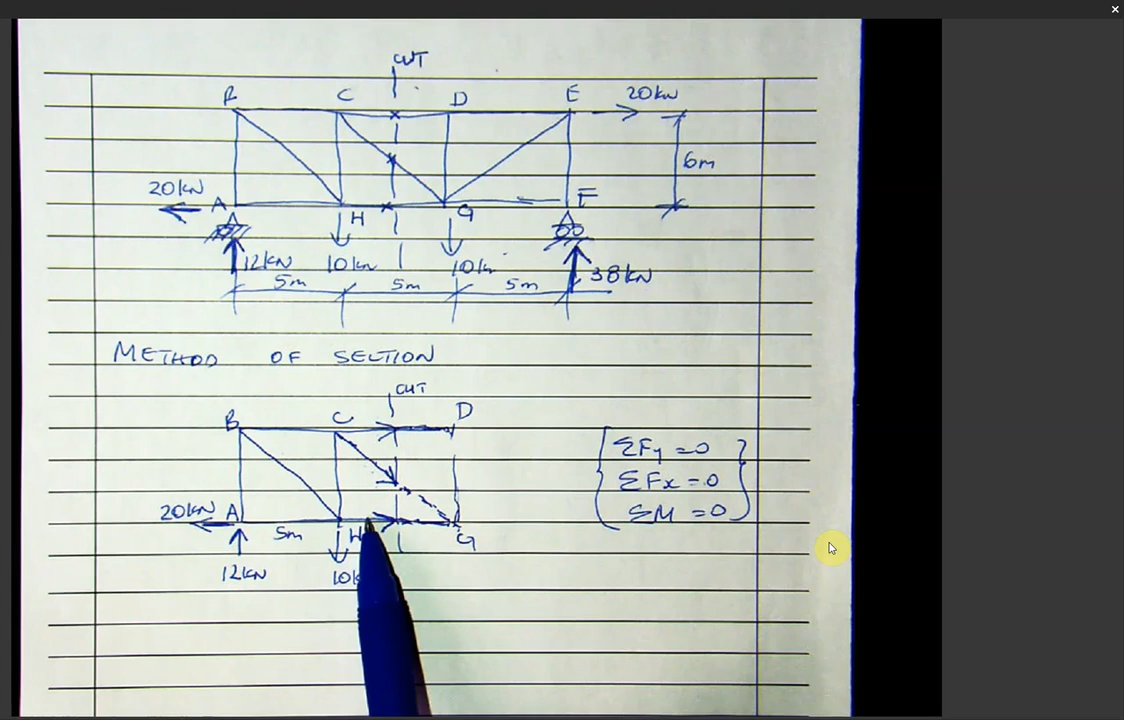 CUT
B C D E 20kN
6m
20kN A H G F
12kN 10kN 10kN 38kN
5m 5m 5m
METHOD OF SECTION
CUT
B C D
ΣFy = 0
ΣFx = 0
20kN A 5m H G ΣM = 0
12kN 10k